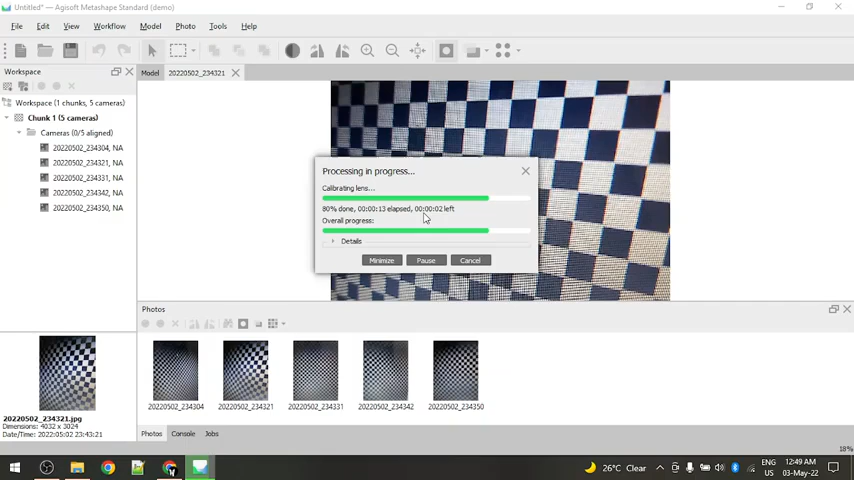 Untitled* — Agisoft Metashape Standard (demo)
File Edit View Workflow Model Photo Tools Help
Workspace
Model 20220502_234321
Workspace (1 chunks, 5 cameras)
Chunk 1 (5 cameras)
Cameras (0/5 aligned)
20220502_234304, NA
20220502_234321, NA
20220502_234331, NA
20220502_234342, NA
20220502_234350, NA
Processing in progress...
Calibrating lens...
80% done, 00:00:13 elapsed, 00:00:02 left
Overall progress:
Details
Minimize Pause Cancel
Photos
20220502_234304 20220502_234321 20220502_234331 20220502_234342 20220502_234350
20220502_234321.jpg
Dimensions: 4032 x 3024
Date/Time: 2022:05:02 23:43:21
Photos Console Jobs
18%
26°C Clear
ENG
US
12:49 AM
03-May-22